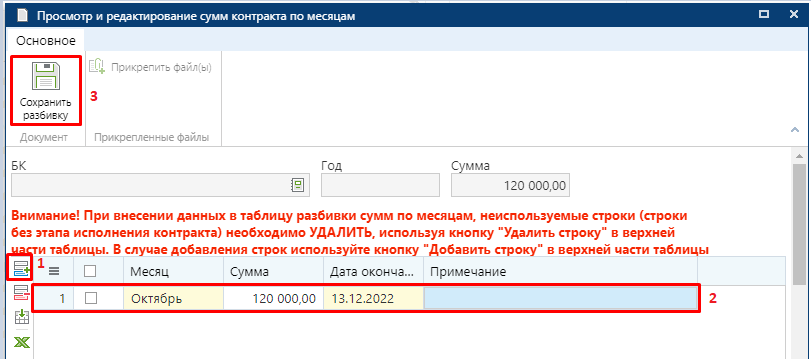 Просмотр и редактирование сумм контракта по месяцам
Основное
Сохранить
разбивку
Прикрепить файл(ы)
3
Документ
Прикрепленные файлы
БК
Год
Сумма
120 000,00
Внимание! При внесении данных в таблицу разбивки сумм по месяцам, неиспользуемые строки (строки
без этапа исполнения контракта) необходимо УДАЛИТЬ, используя кнопку "Удалить строку" в верхней
части таблицы. В случае добавления строк используйте кнопку "Добавить строку" в верхней части таблицы
1
Месяц Сумма Дата оконча... Примечание
1 Октябрь 120 000,00 13.12.2022
2